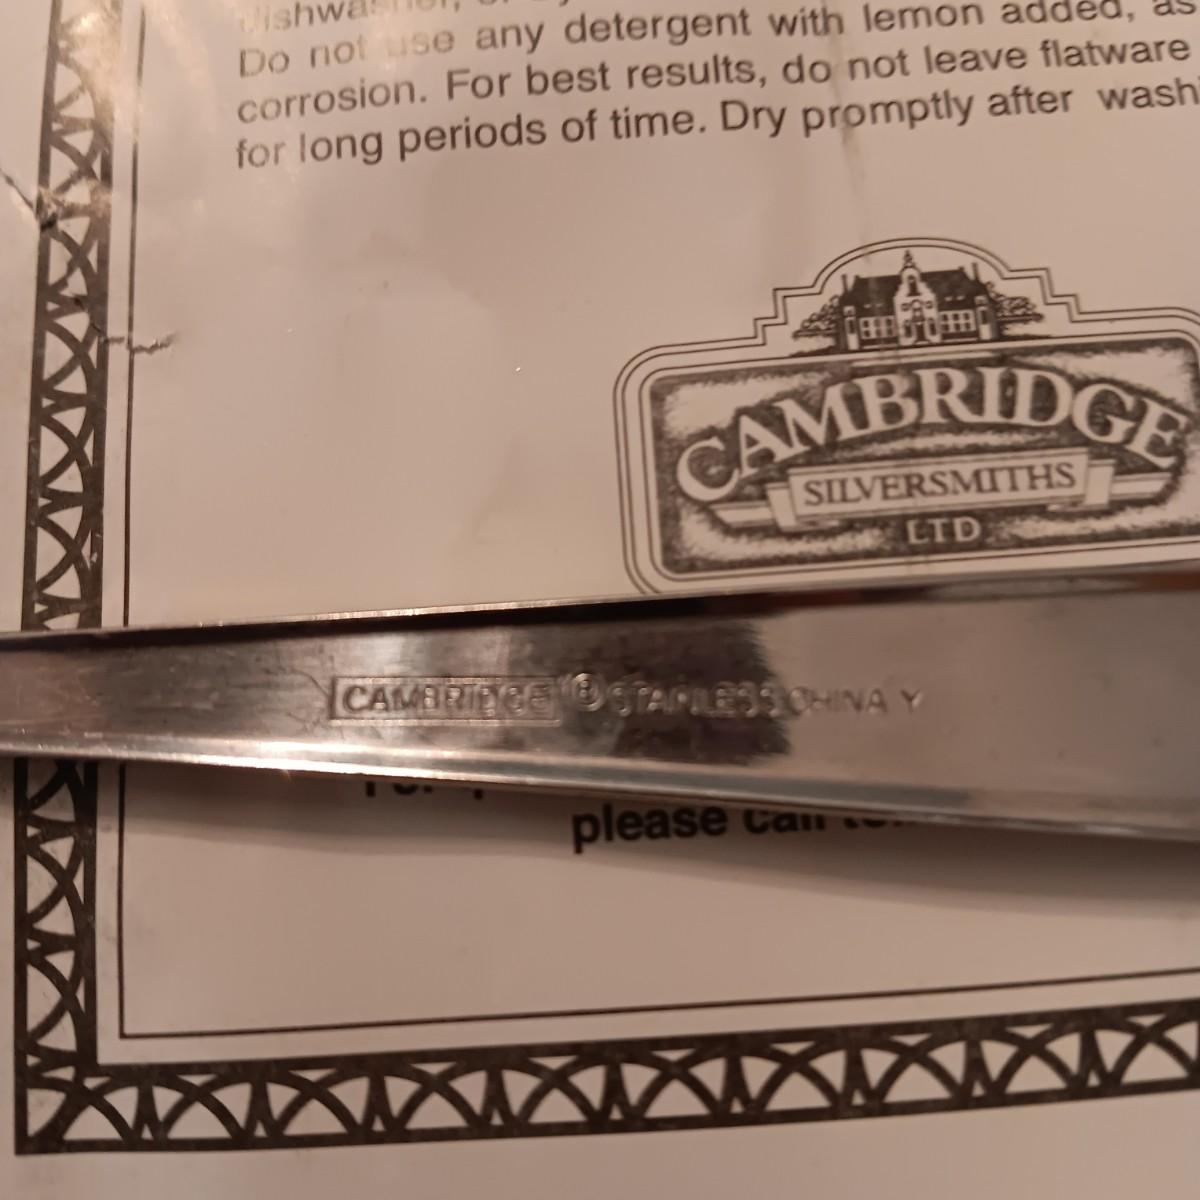 Do not use any detergent with lemon added, as
corrosion. For best results, do not leave flatware
for long periods of time. Dry promptly after wash
CAMBRIDGE
SILVERSMITHS
LTD
CAMBRIDGE ® STAINLESS CHINA Y
please call